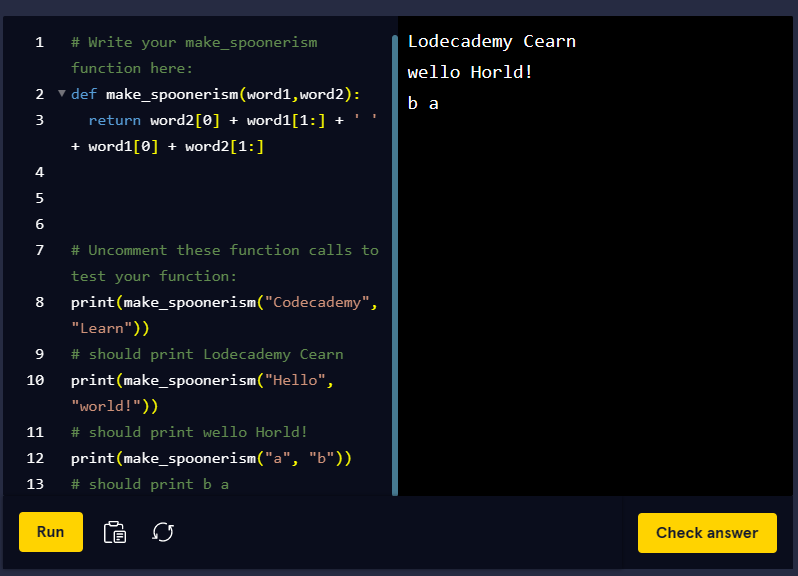 1 # Write your make_spoonerism
function here:
2 def make_spoonerism(word1,word2):
3   return word2[0] + word1[1:] + ' '
+ word1[0] + word2[1:]
4
5
6
7 # Uncomment these function calls to
test your function:
8 print(make_spoonerism("Codecademy",
"Learn"))
9 # should print Lodecademy Cearn
10 print(make_spoonerism("Hello",
"world!"))
11 # should print wello Horld!
12 print(make_spoonerism("a", "b"))
13 # should print b a
Lodecademy Cearn
wello Horld!
b a
Run
Check answer